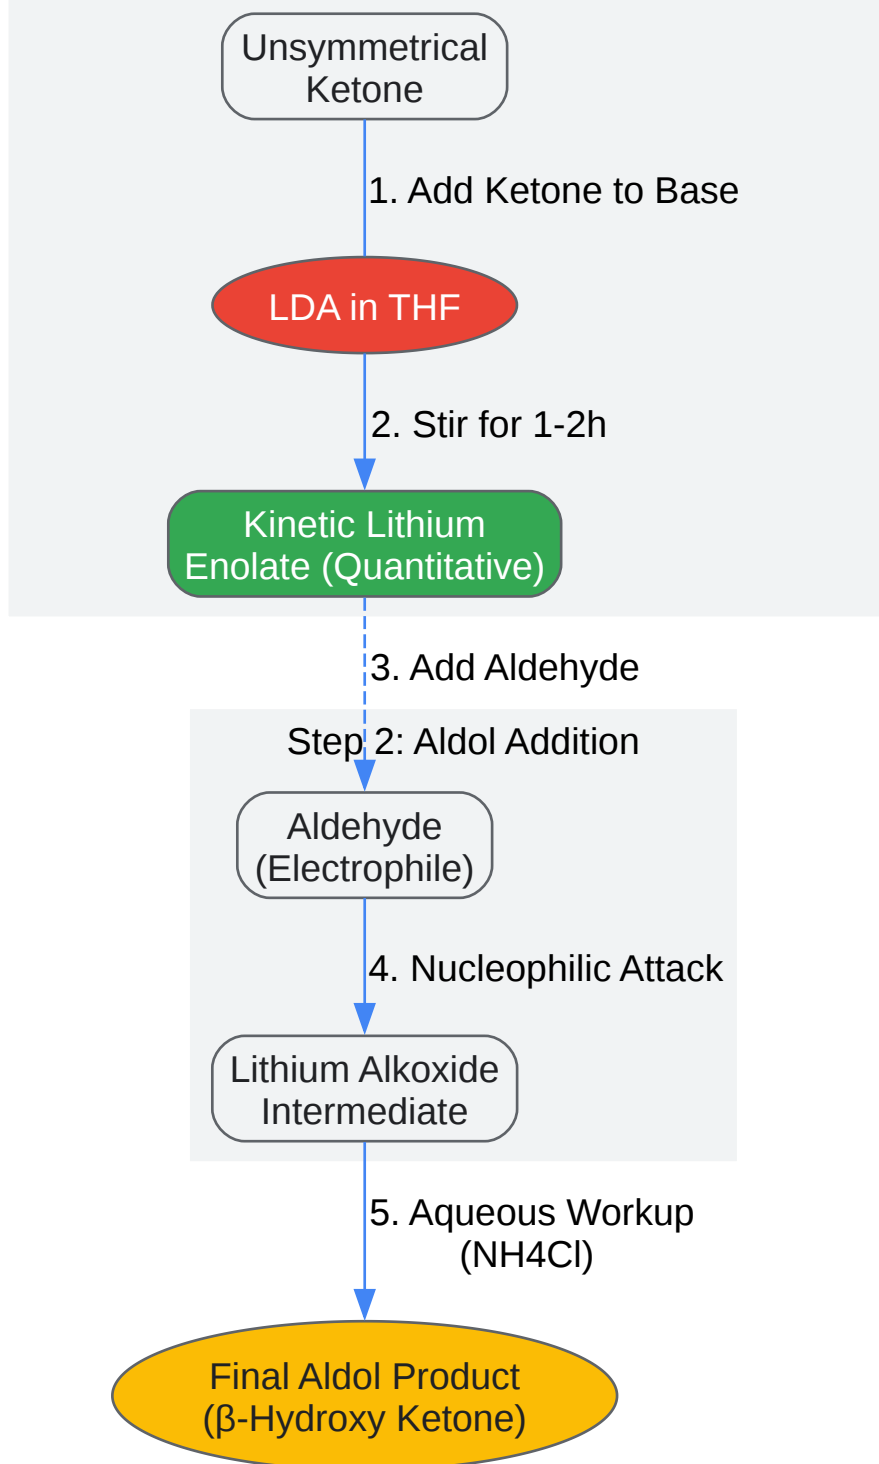 Unsymmetrical
Ketone
1. Add Ketone to Base
LDA in THF
2. Stir for 1-2h
Kinetic Lithium
Enolate (Quantitative)
3. Add Aldehyde
Step 2: Aldol Addition
Aldehyde
(Electrophile)
4. Nucleophilic Attack
Lithium Alkoxide
Intermediate
5. Aqueous Workup
(NH4Cl)
Final Aldol Product
(β-Hydroxy Ketone)